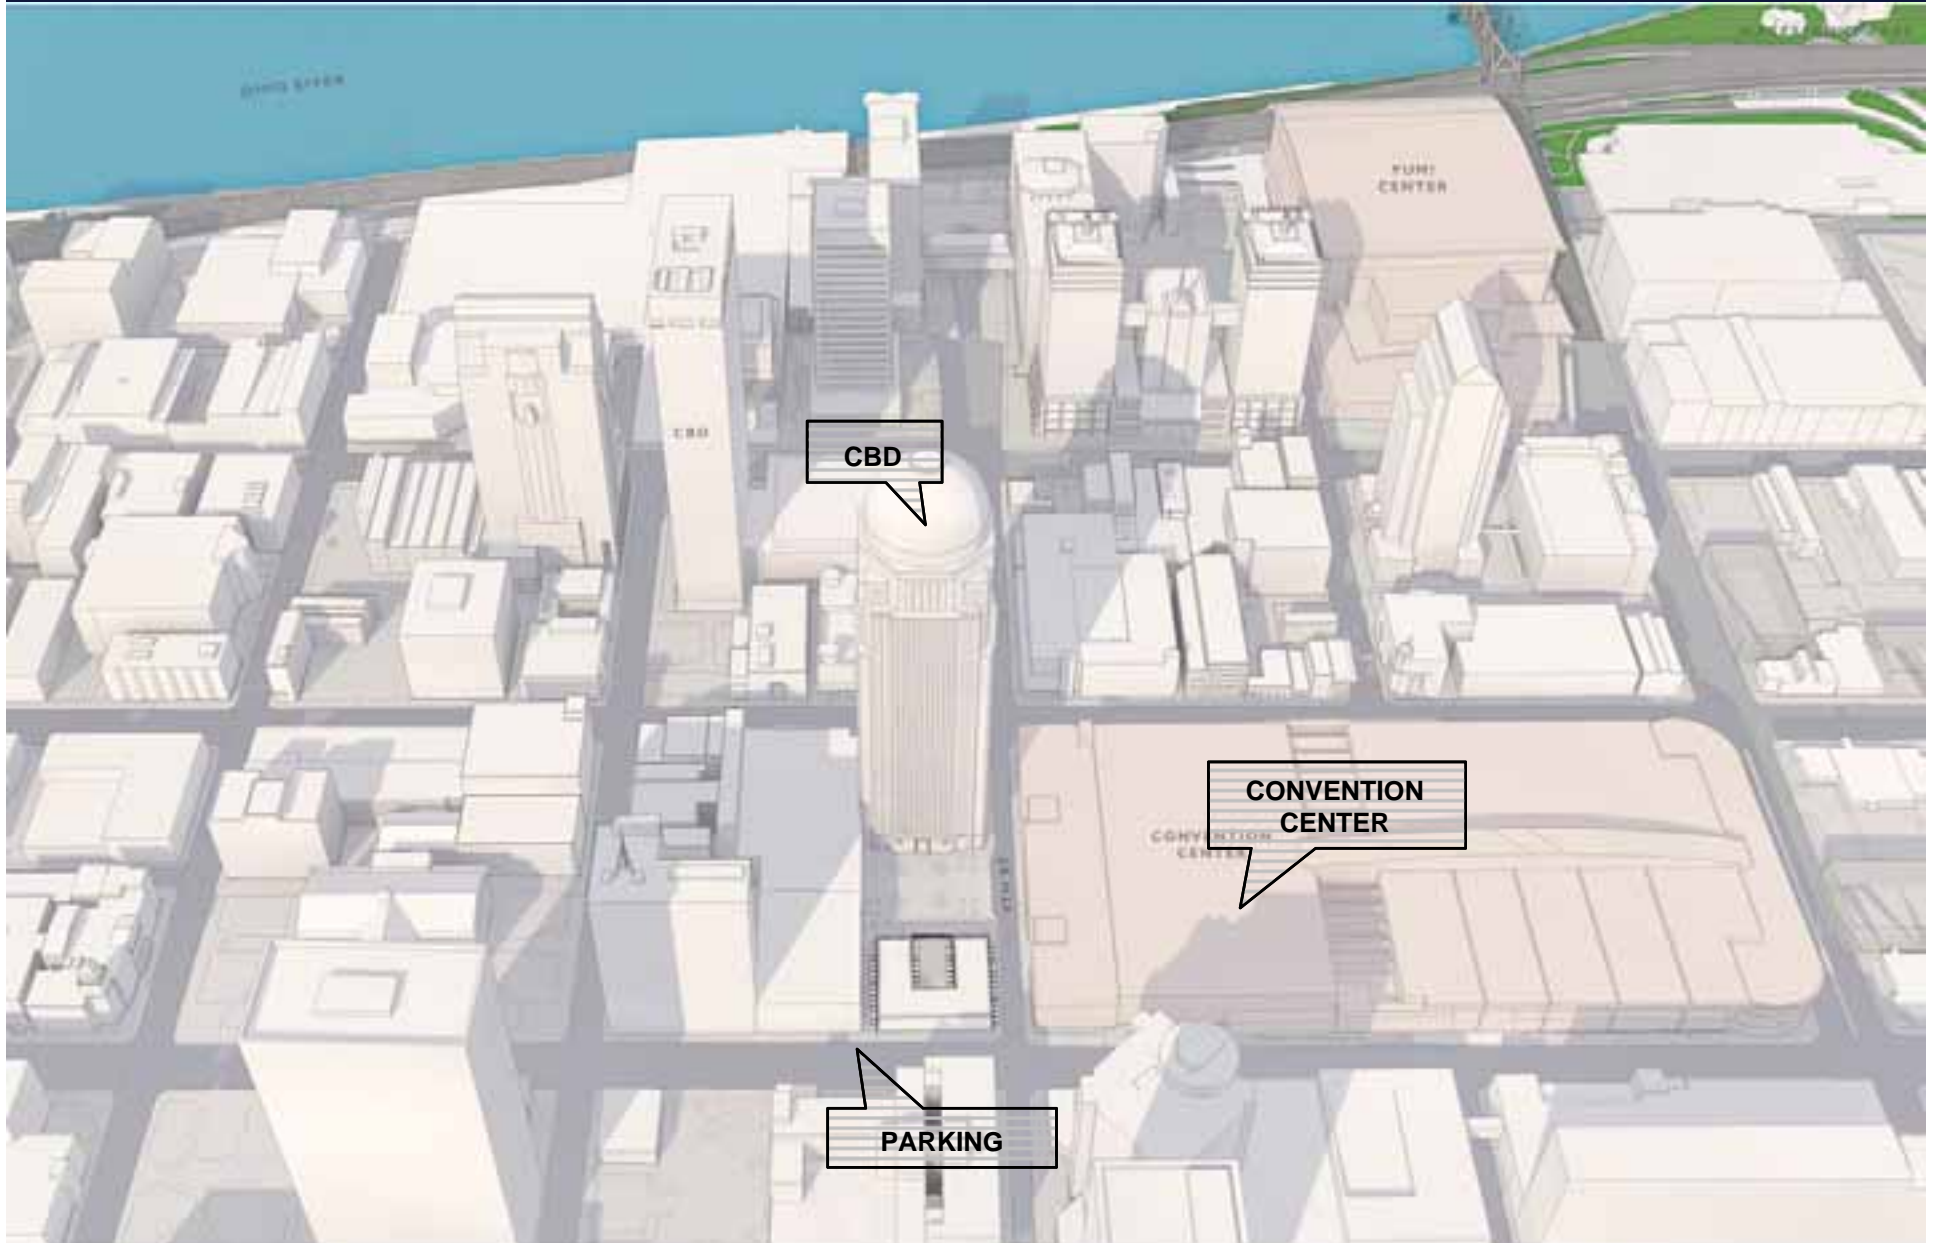 OHIO RIVER
YUM!
CENTER
CBD
CBD
CONVENTION
CENTER
CONVENTION
CENTER
PARKING